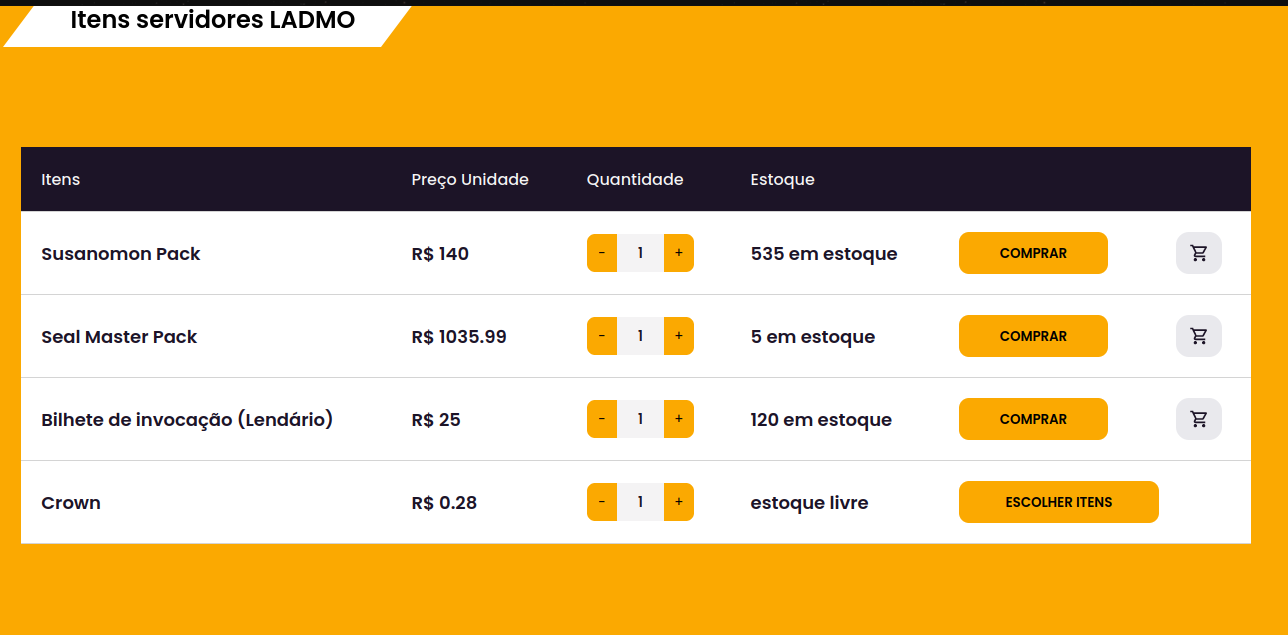 Itens servidores LADMO
Itens Preço Unidade Quantidade Estoque
Susanomon Pack R$ 140 - 1 + 535 em estoque COMPRAR
Seal Master Pack R$ 1035.99 - 1 + 5 em estoque COMPRAR
Bilhete de invocação (Lendário) R$ 25 - 1 + 120 em estoque COMPRAR
Crown R$ 0.28 - 1 + estoque livre ESCOLHER ITENS